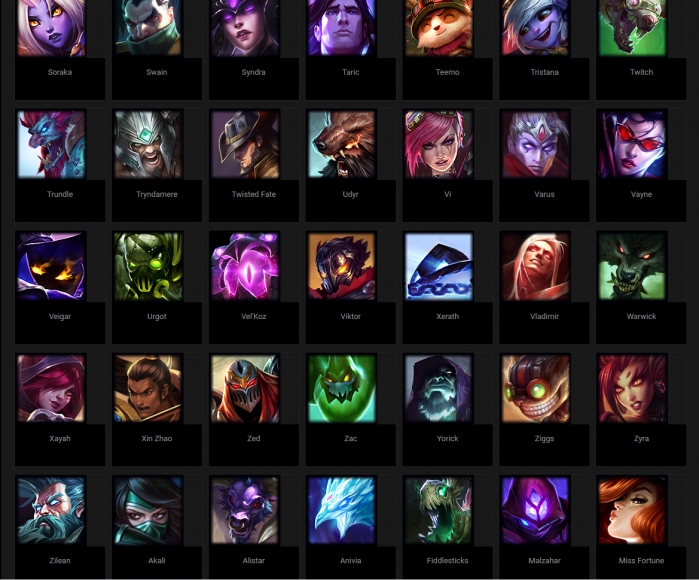 Soraka
Swain
Syndra
Taric
Teemo
Tristana
Twitch
Trundle
Tryndamere
Twisted Fate
Udyr
Vi
Varus
Vayne
Veigar
Urgot
Vel'Koz
Viktor
Xerath
Vladimir
Warwick
Xayah
Xin Zhao
Zed
Zac
Yorick
Ziggs
Zyra
Zilean
Akali
Alistar
Anivia
Fiddlesticks
Malzahar
Miss Fortune